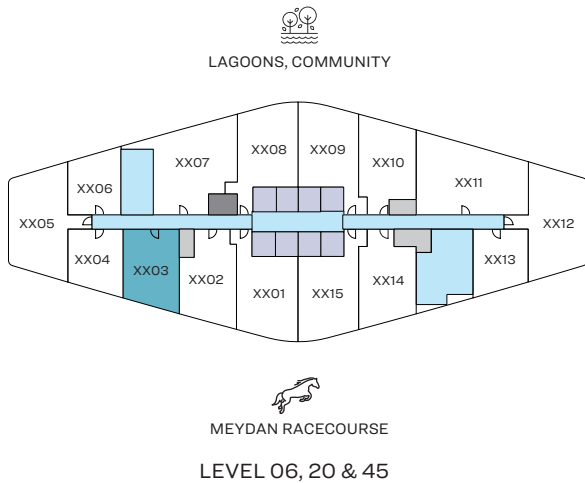 LAGOONS, COMMUNITY
XX07
XX08
XX09
XX10
XX11
XX06
XX05
XX12
XX04
XX03
XX02
XX01
XX15
XX14
XX13
MEYDAN RACECOURSE
LEVEL 06, 20 & 45